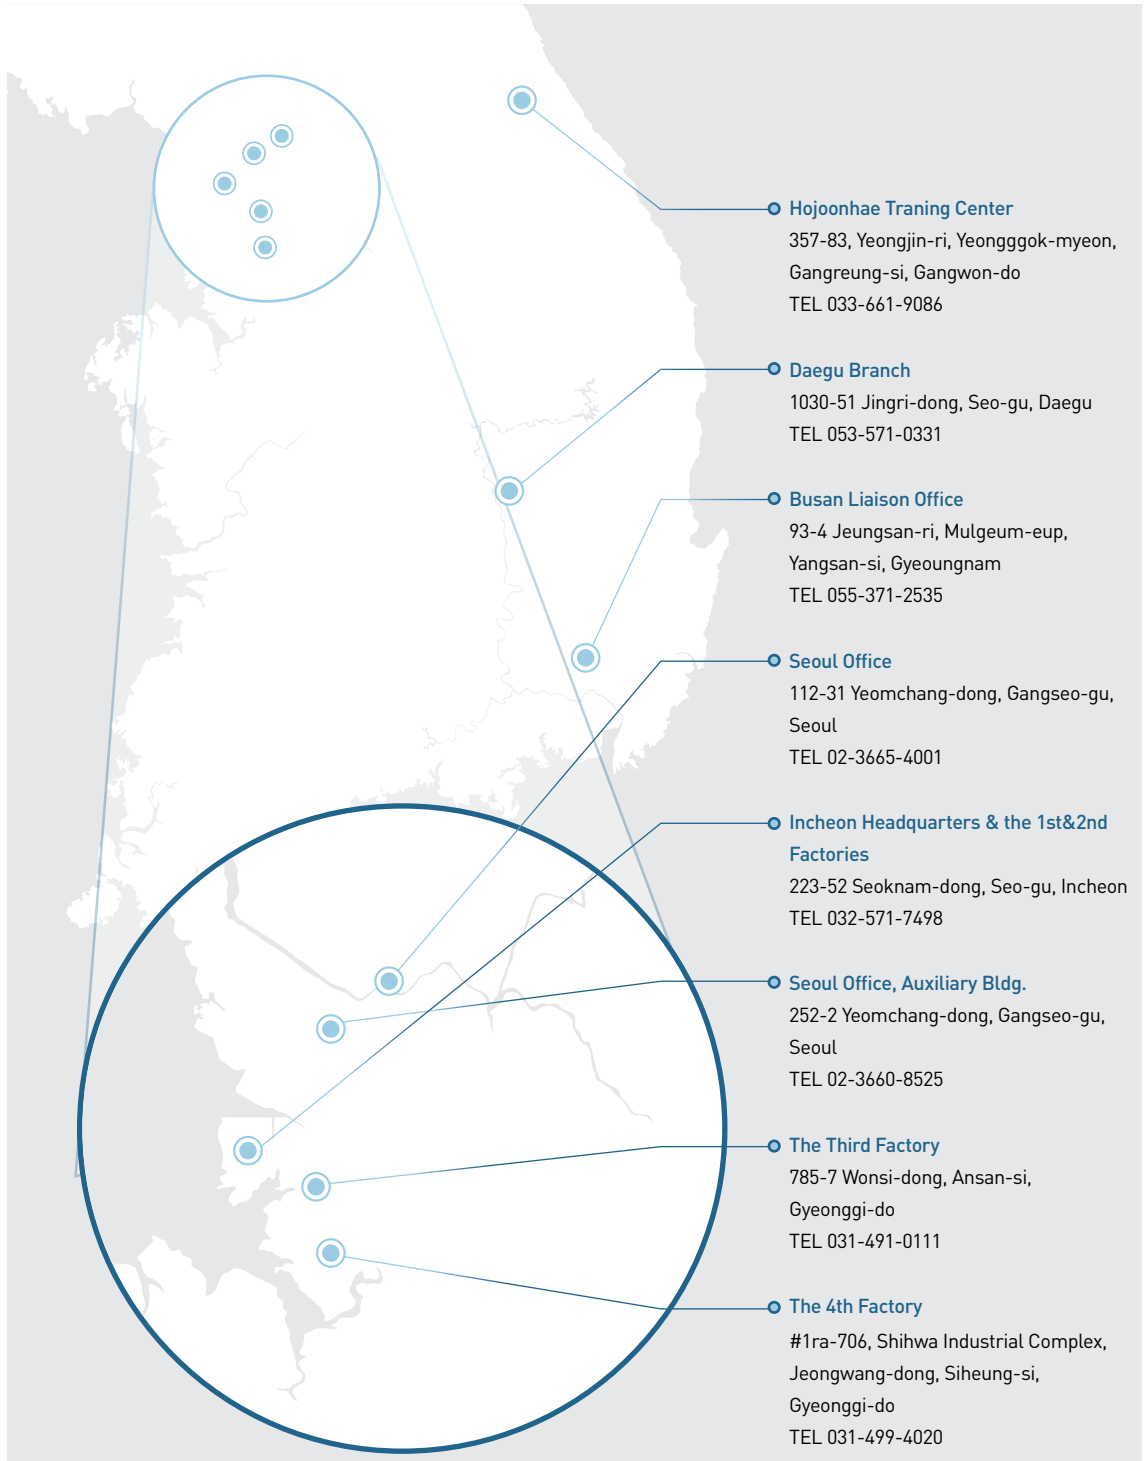 Hojoonhae Traning Center
357-83, Yeongjin-ri, Yeongggok-myeon,
Gangreung-si, Gangwon-do
TEL 033-661-9086
Daegu Branch
1030-51 Jingri-dong, Seo-gu, Daegu
TEL 053-571-0331
Busan Liaison Office
93-4 Jeungsan-ri, Mulgeum-eup,
Yangsan-si, Gyeoungnam
TEL 055-371-2535
Seoul Office
112-31 Yeomchang-dong, Gangseo-gu,
Seoul
TEL 02-3665-4001
Incheon Headquarters & the 1st&2nd
Factories
223-52 Seoknam-dong, Seo-gu, Incheon
TEL 032-571-7498
Seoul Office, Auxiliary Bldg.
252-2 Yeomchang-dong, Gangseo-gu,
Seoul
TEL 02-3660-8525
The Third Factory
785-7 Wonsi-dong, Ansan-si,
Gyeonggi-do
TEL 031-491-0111
The 4th Factory
#1ra-706, Shihwa Industrial Complex,
Jeongwang-dong, Siheung-si,
Gyeonggi-do
TEL 031-499-4020